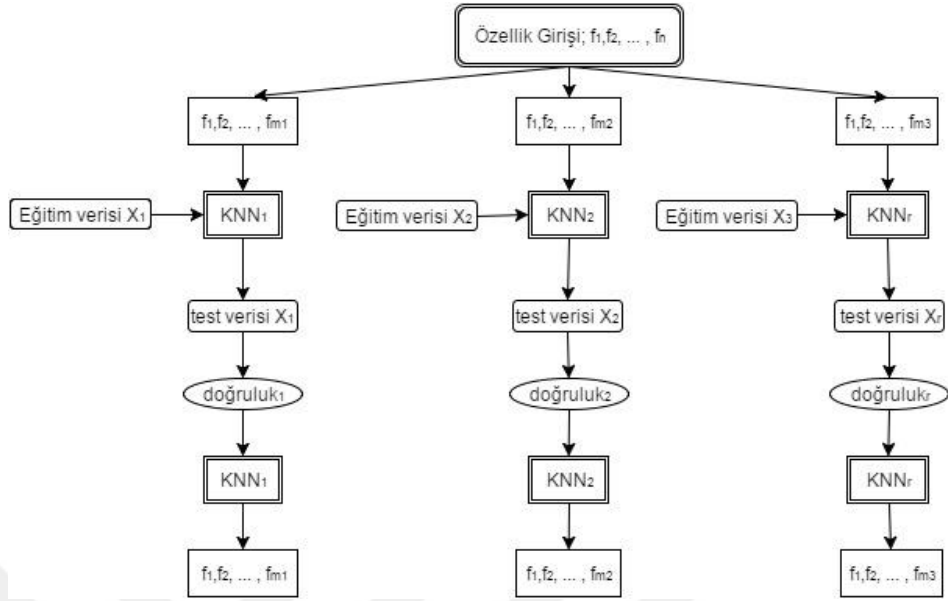 Özellik Girişi; f₁,f₂, ... , fₙ
f₁,f₂, ... , fₘ₁
f₁,f₂, ... , fₘ₂
f₁,f₂, ... , fₘ₃
Eğitim verisi X₁
KNN₁
Eğitim verisi X₂
KNN₂
Eğitim verisi X₃
KNNᵣ
test verisi X₁
test verisi X₂
test verisi Xᵣ
doğruluk₁
doğruluk₂
doğrulukᵣ
KNN₁
KNN₂
KNNᵣ
f₁,f₂, ... , fₘ₁
f₁,f₂, ... , fₘ₂
f₁,f₂, ... , fₘ₃